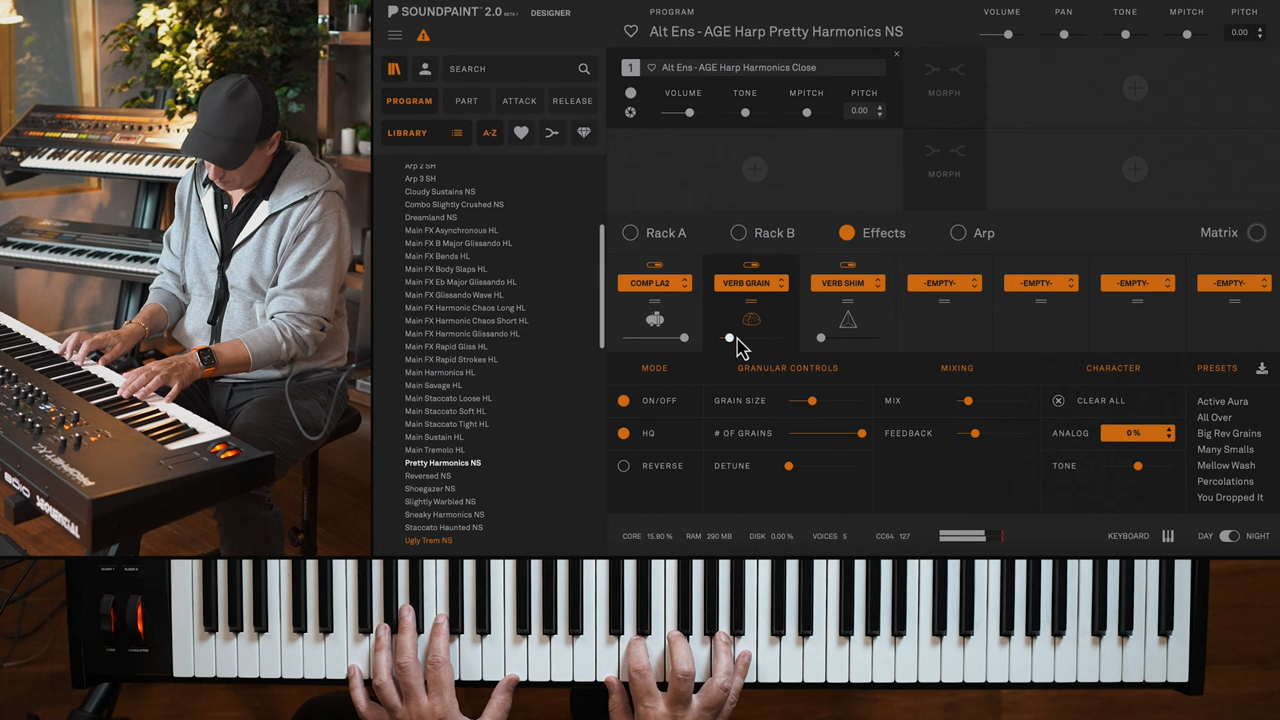 SOUNDPAINT™ 2.0 BETA 1 DESIGNER
PROGRAM
Alt Ens - AGE Harp Pretty Harmonics NS
VOLUME PAN TONE MPITCH PITCH
0.00
SEARCH
PROGRAM PART ATTACK RELEASE
LIBRARY A-Z
Arp 2 SH
Arp 3 SH
Cloudy Sustains NS
Combo Slightly Crushed NS
Dreamland NS
Main FX Asynchronous HL
Main FX B Major Glissando HL
Main FX Bends HL
Main FX Body Slaps HL
Main FX Eb Major Glissando HL
Main FX Glissando Wave HL
Main FX Harmonic Chaos Long HL
Main FX Harmonic Chaos Short HL
Main FX Harmonic Glissando HL
Main FX Rapid Gliss HL
Main FX Rapid Strokes HL
Main Harmonics HL
Main Savage HL
Main Staccato Loose HL
Main Staccato Soft HL
Main Staccato Tight HL
Main Sustain HL
Main Tremolo HL
Pretty Harmonics NS
Reversed NS
Shoegazer NS
Slightly Warbled NS
Sneaky Harmonics NS
Staccato Haunted NS
Ugly Trem NS
1 Alt Ens - AGE Harp Harmonics Close
VOLUME TONE MPITCH PITCH
0.00
MORPH
MORPH
Rack A Rack B Effects Arp Matrix
COMP LA2 VERB GRAIN VERB SHIM -EMPTY- -EMPTY- -EMPTY- -EMPTY-
MODE GRANULAR CONTROLS MIXING CHARACTER PRESETS
ON/OFF GRAIN SIZE MIX CLEAR ALL
HQ # OF GRAINS FEEDBACK ANALOG 0 %
REVERSE DETUNE TONE
Active Aura
All Over
Big Rev Grains
Many Smalls
Mellow Wash
Percolations
You Dropped It
CORE 15.80 % RAM 290 MB DISK 0.00 % VOICES 5 CC64 127 KEYBOARD DAY NIGHT
SEQUENTIAL